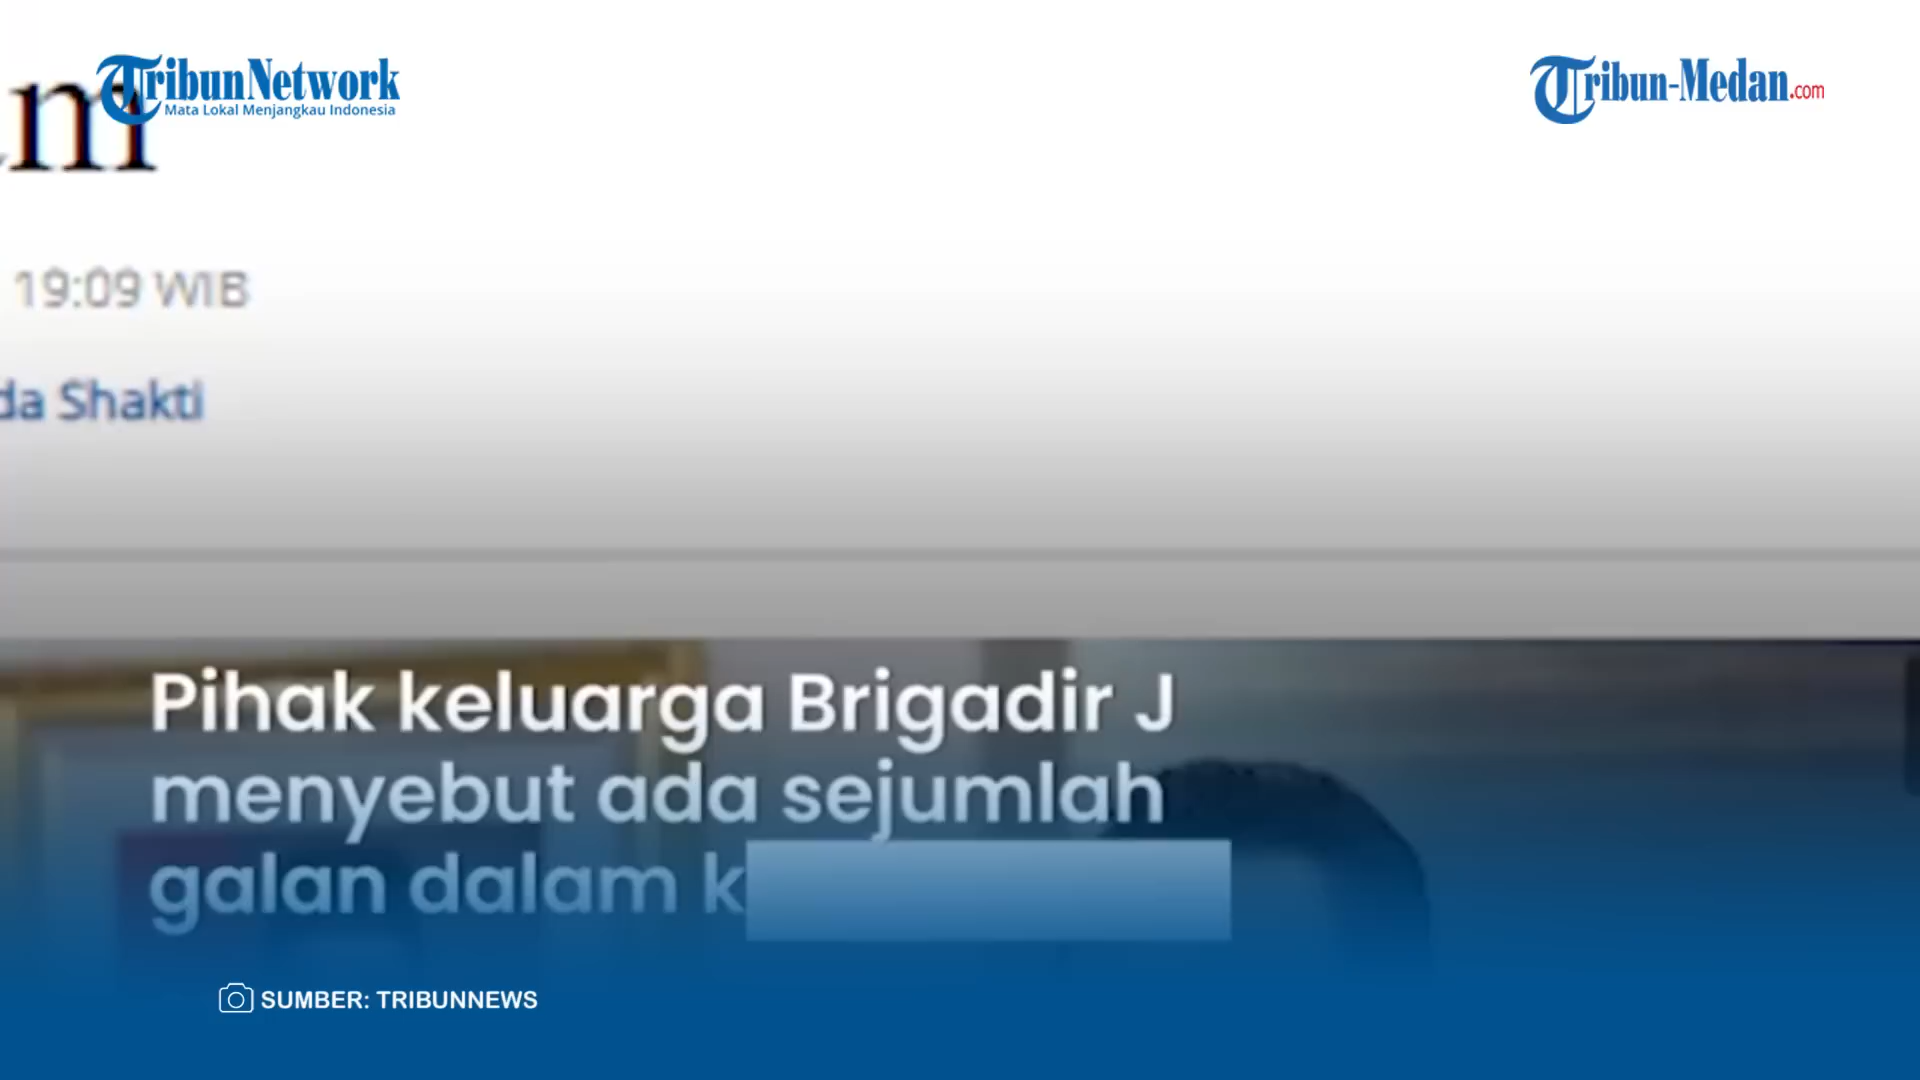 TribunNetwork
Mata Lokal Menjangkau Indonesia
Tribun-Medan.com
19:09 WIB
Shakti
Pihak keluarga Brigadir J
menyebut ada sejumlah
galan dalam k
SUMBER: TRIBUNNEWS